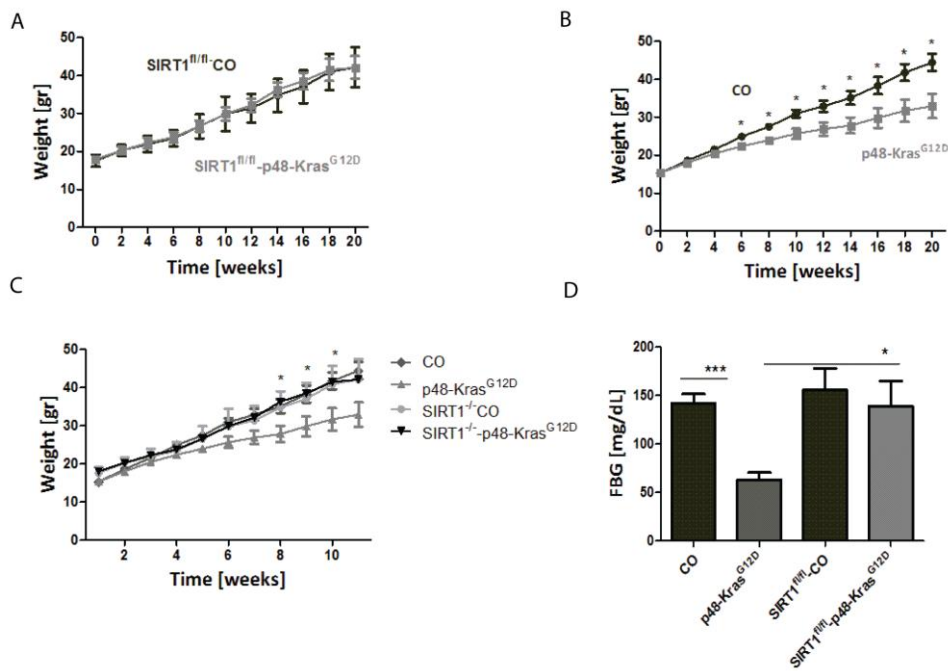 A
Weight [gr]
50
40
30
20
10
0
SIRT1fl/fl-CO
SIRT1fl/fl-p48-KrasG12D
0 2 4 6 8 10 12 14 16 18 20
Time [weeks]
B
Weight [gr]
50
40
30
20
10
0
* * * * * * * *
CO
p48-KrasG12D
0 2 4 6 8 10 12 14 16 18 20
Time [weeks]
C
Weight [gr]
50
40
30
20
10
0
* * *
2 4 6 8 10
Time [weeks]
CO
p48-KrasG12D
SIRT1-/-CO
SIRT1-/--p48-KrasG12D
D
FBG [mg/dL]
200
150
100
50
0
***
*
CO
p48-KrasG12D
SIRT1fl/fl-CO
SIRT1fl/fl-p48-KrasG12D